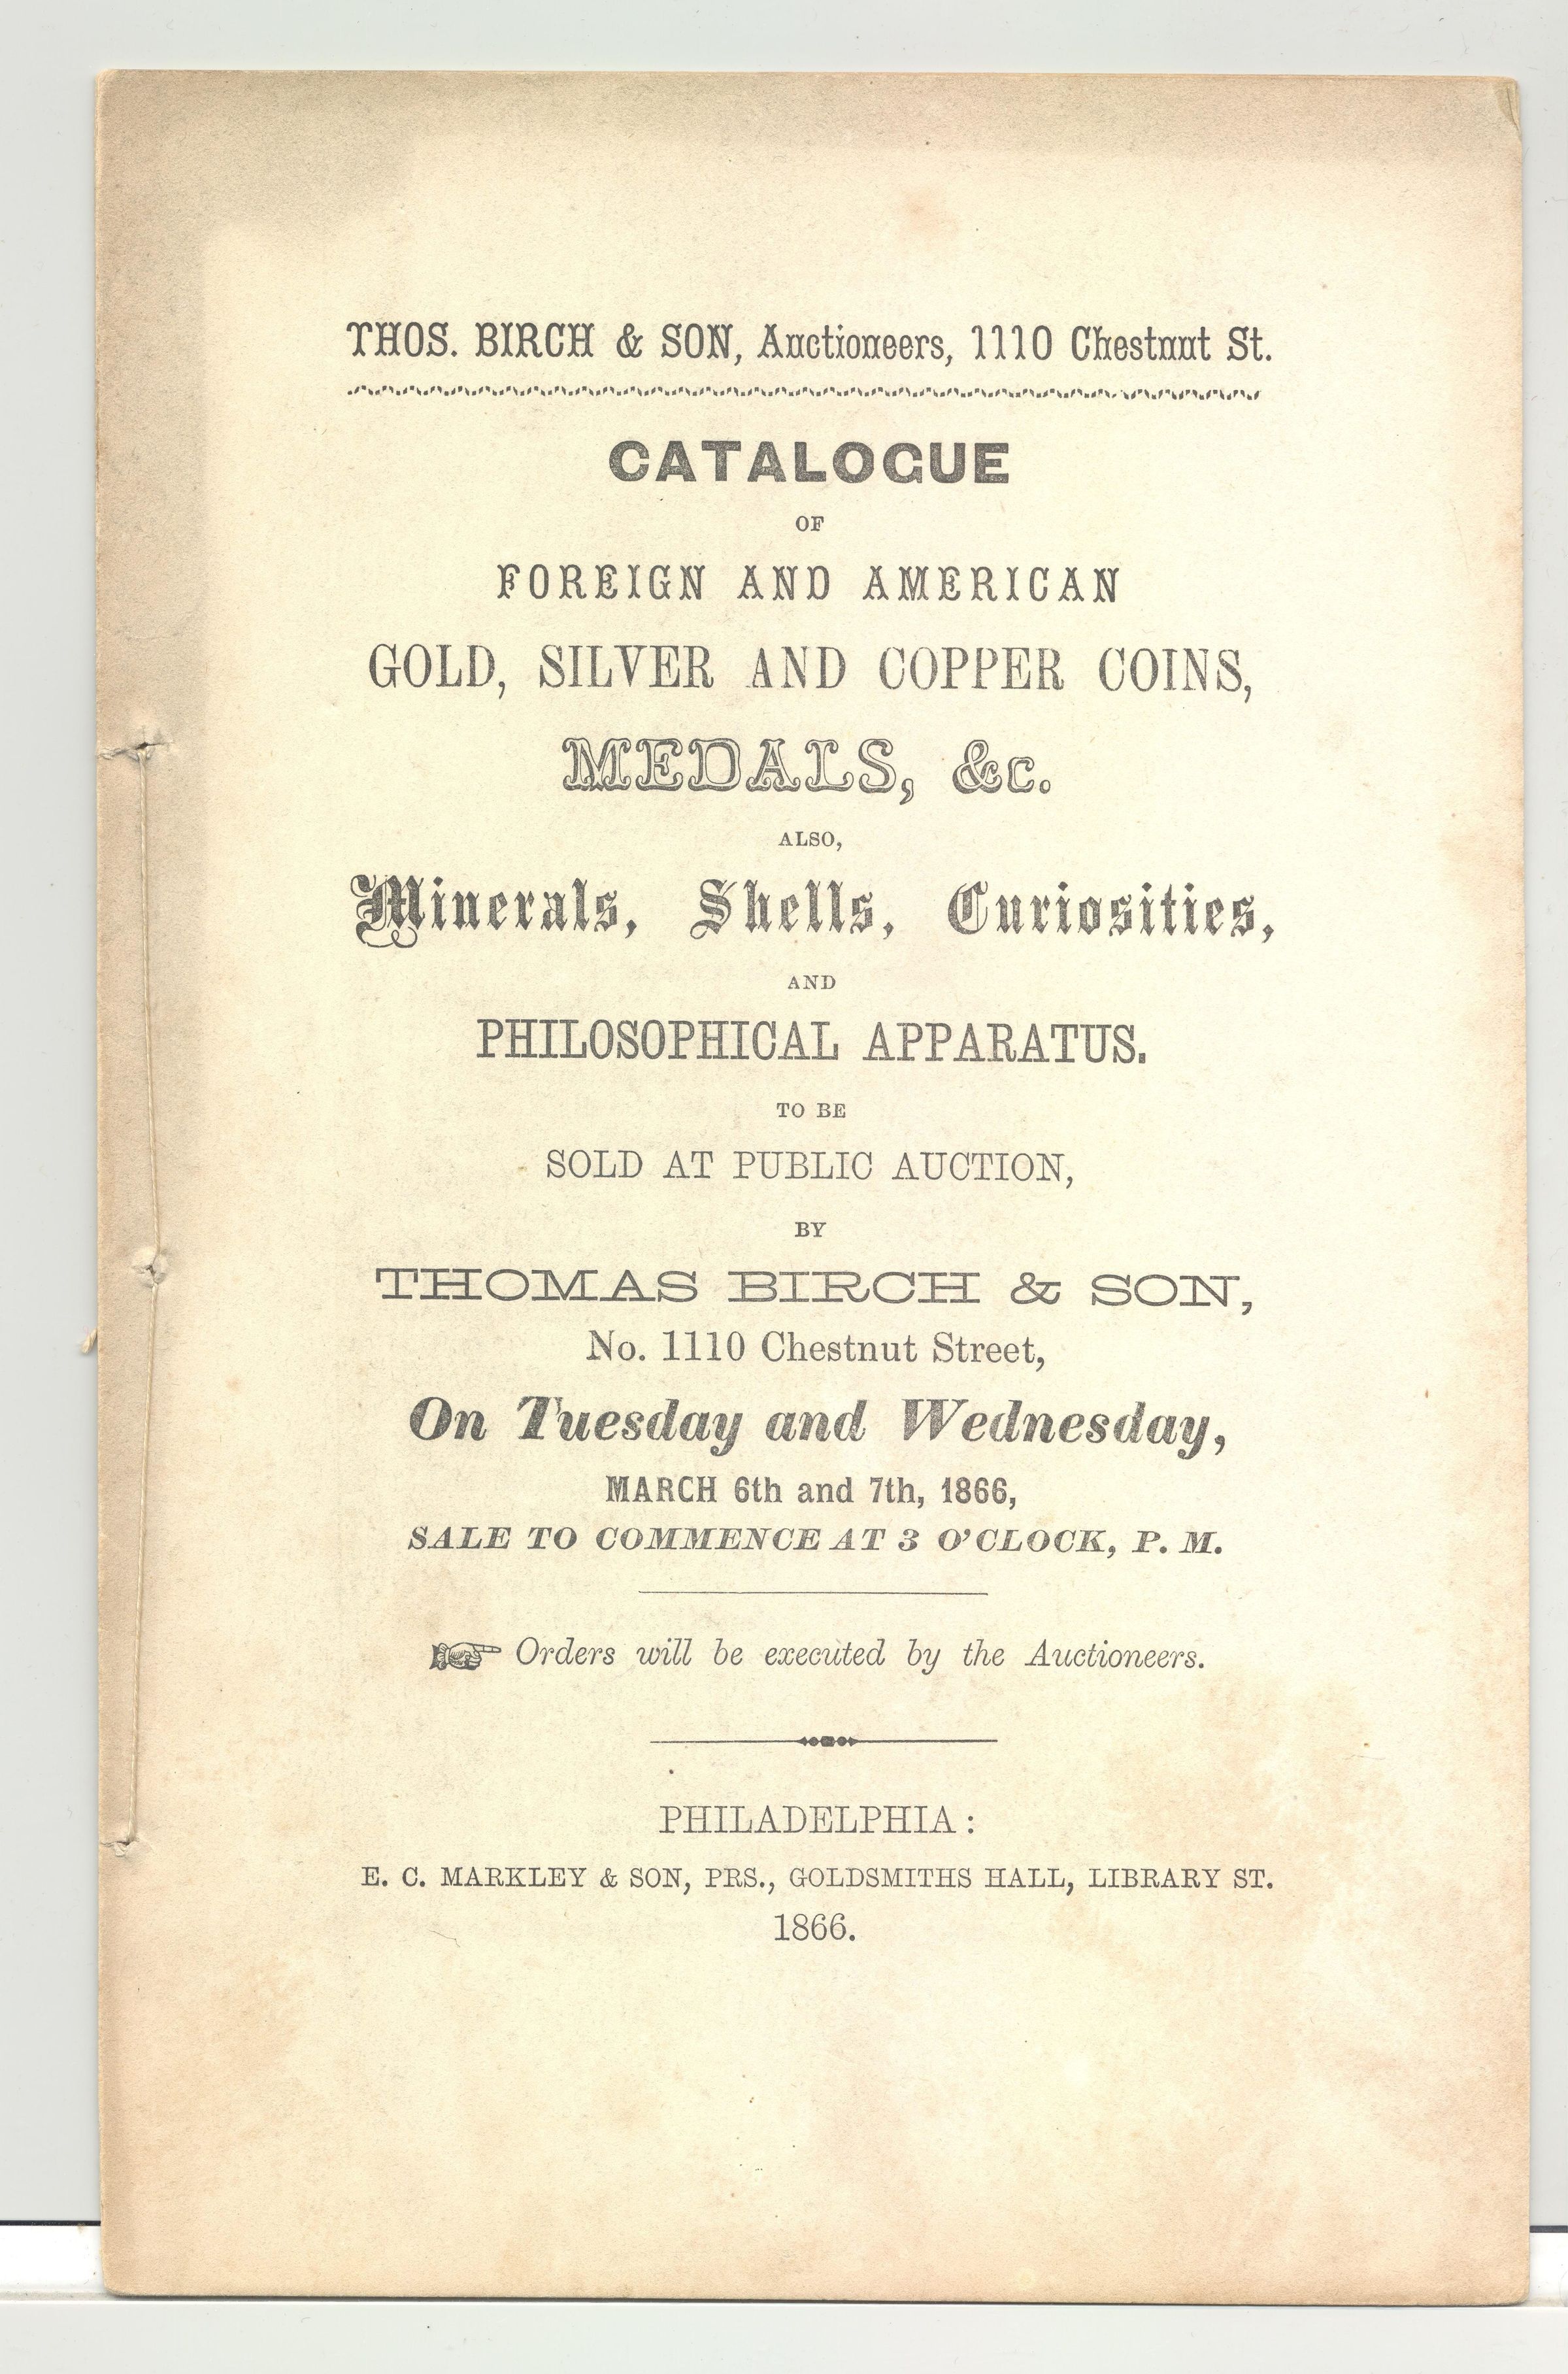 THOS. BIRCH & SON, Auctioneers, 1110 Chestnut St.
CATALOGUE
OF
FOREIGN AND AMERICAN
GOLD, SILVER AND COPPER COINS,
MEDALS, &c.
ALSO,
Minerals, Shells, Curiosities,
AND
PHILOSOPHICAL APPARATUS.
TO BE
SOLD AT PUBLIC AUCTION,
BY
THOMAS BIRCH & SON,
No. 1110 Chestnut Street,
On Tuesday and Wednesday,
MARCH 6th and 7th, 1866,
SALE TO COMMENCE AT 3 O'CLOCK, P. M.
☞ Orders will be executed by the Auctioneers.
PHILADELPHIA:
E. C. MARKLEY & SON, PRS., GOLDSMITHS HALL, LIBRARY ST.
1866.